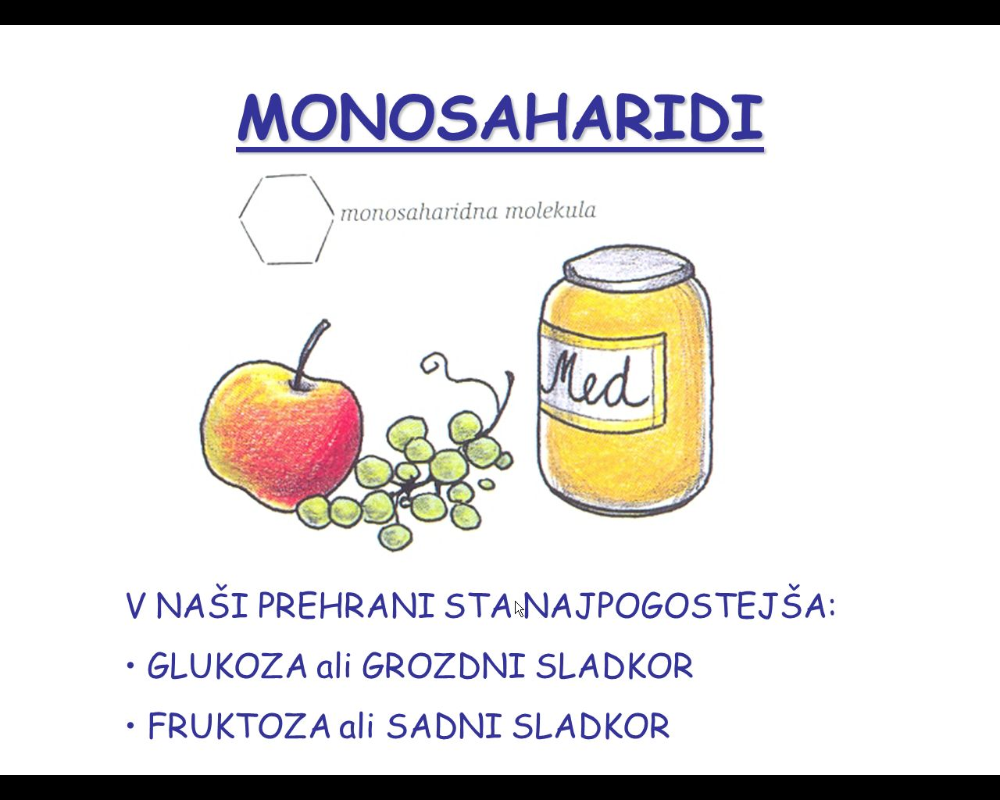 MONOSAHARIDI
monosaharidna molekula
Med
V NAŠI PREHRANI STA NAJPOGOSTEJŠA:
• GLUKOZA ali GROZDNI SLADKOR
• FRUKTOZA ali SADNI SLADKOR